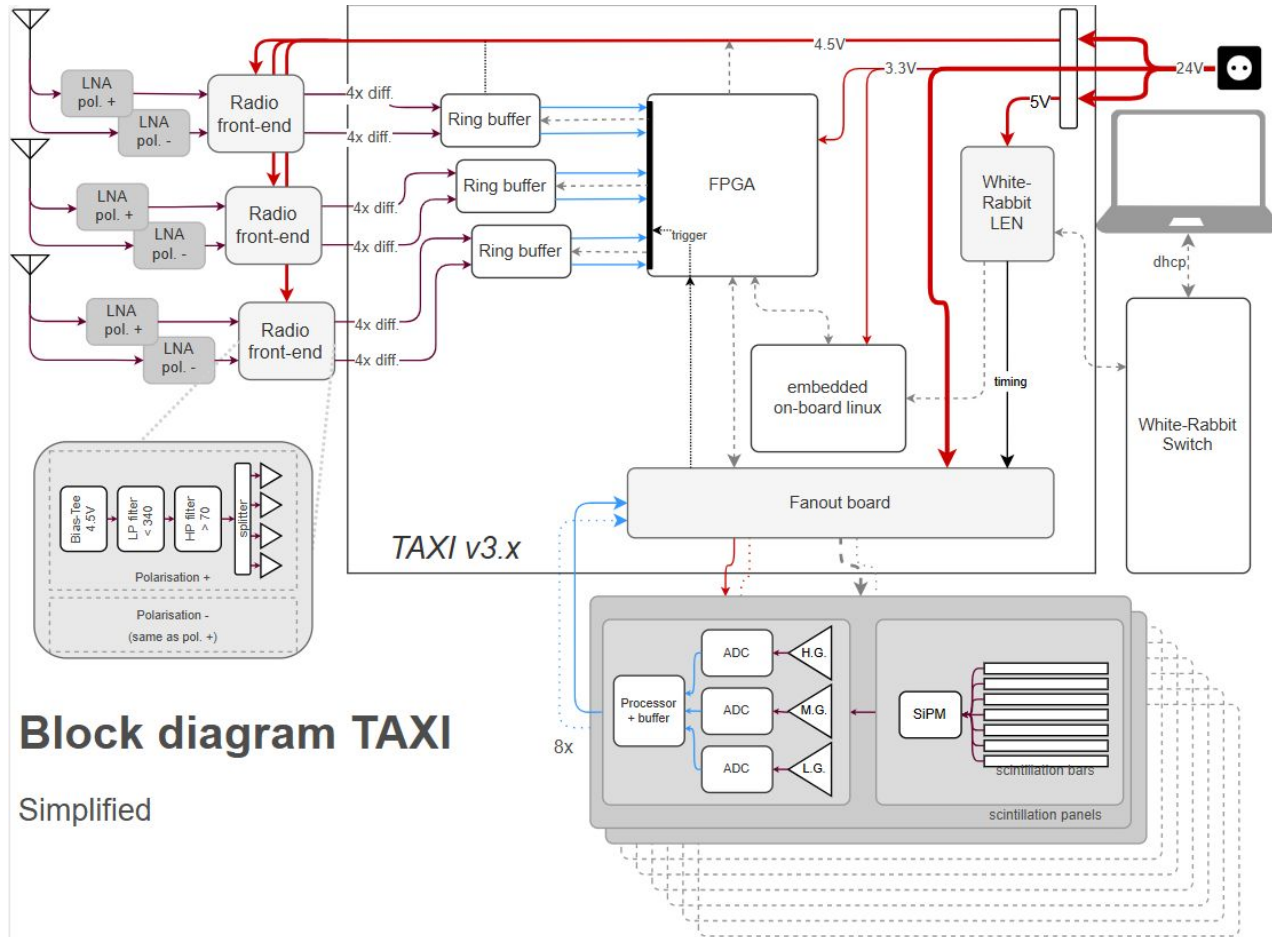 4.5V
3.3V
24V
5V
LNA
pol. +
LNA
pol. -
Radio
front-end
4x diff.
4x diff.
Ring buffer
FPGA
White-
Rabbit
LEN
LNA
pol. +
LNA
pol. -
Radio
front-end
4x diff.
4x diff.
Ring buffer
trigger
Ring buffer
dhcp
LNA
pol. +
LNA
pol. -
Radio
front-end
4x diff.
4x diff.
embedded
on-board linux
timing
White-Rabbit
Switch
Bias-Tee
4.5V
LP filter
< 340
HP filter
> 70
splitter
Polarisation +
Polarisation -
(same as pol. +)
Fanout board
TAXI v3.x
Processor
+ buffer
ADC
H.G.
ADC
M.G.
ADC
L.G.
SiPM
scintillation bars
scintillation panels
8x
Block diagram TAXI
Simplified